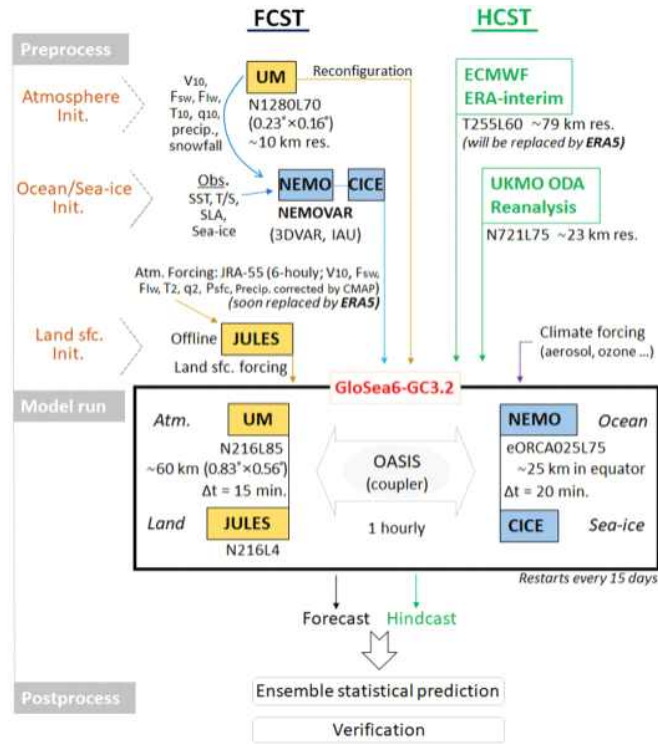 FCST
HCST
Preprocess
Atmosphere
Init.
V10,
Fsw, Flw,
T10, q10,
precip.,
snowfall
UM
Reconfiguration
N1280L70
(0.23°×0.16°)
~10 km res.
ECMWF
ERA-interim
T255L60 ~79 km res.
(will be replaced by ERA5)
Ocean/Sea-ice
Init.
Obs.
SST, T/S,
SLA,
Sea-ice
NEMO
CICE
NEMOVAR
(3DVAR, IAU)
UKMO ODA
Reanalysis
N721L75 ~23 km res.
Atm. Forcing: JRA-55 (6-houly; V10, Fsw,
Flw, T2, q2, Psfc, Precip. corrected by CMAP)
(soon replaced by ERA5)
Land sfc.
Init.
Offline
JULES
Land sfc. forcing
Climate forcing
(aerosol, ozone ...)
Model run
GloSea6-GC3.2
Atm.
UM
N216L85
~60 km (0.83°×0.56°)
Δt = 15 min.
Land
JULES
N216L4
OASIS
(coupler)
1 hourly
NEMO
Ocean
eORCA025L75
~25 km in equator
Δt = 20 min.
CICE
Sea-ice
Restarts every 15 days
Forecast
Hindcast
Postprocess
Ensemble statistical prediction
Verification